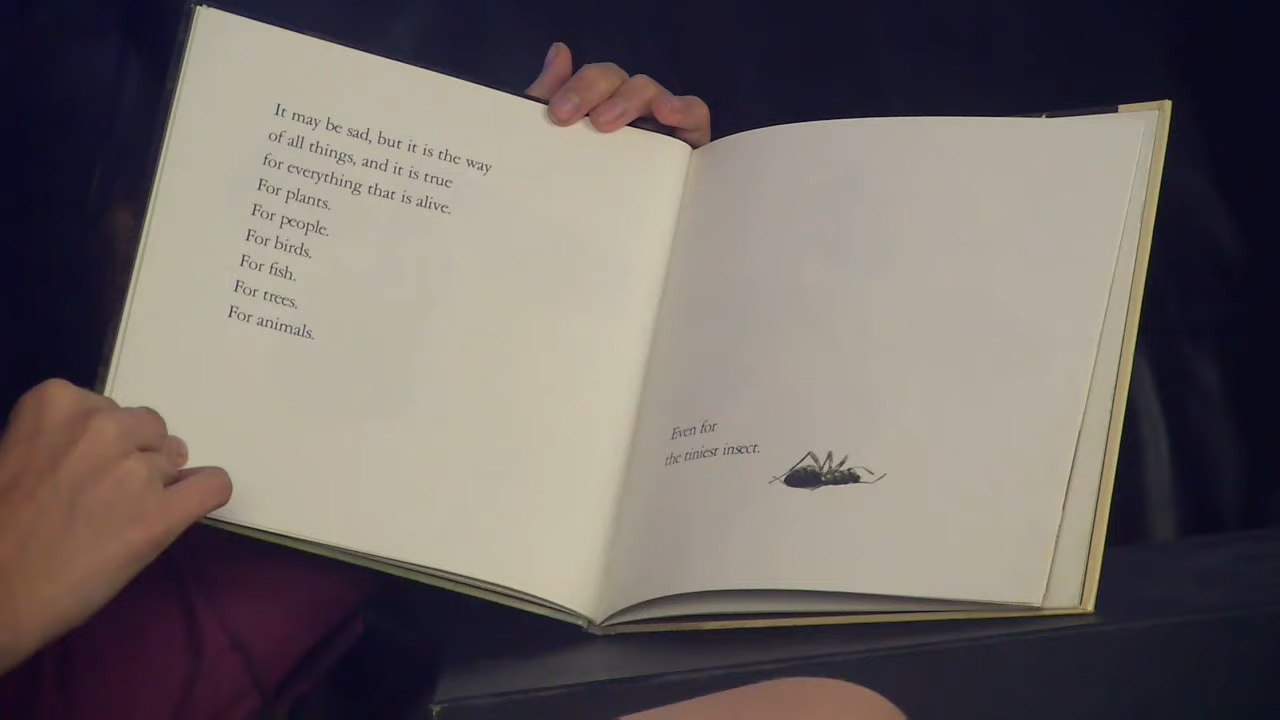 It may be sad, but it is the way
of all things, and it is true
for everything that is alive.
For plants.
For people.
For birds.
For fish.
For trees.
For animals.
Even for
the tiniest insect.